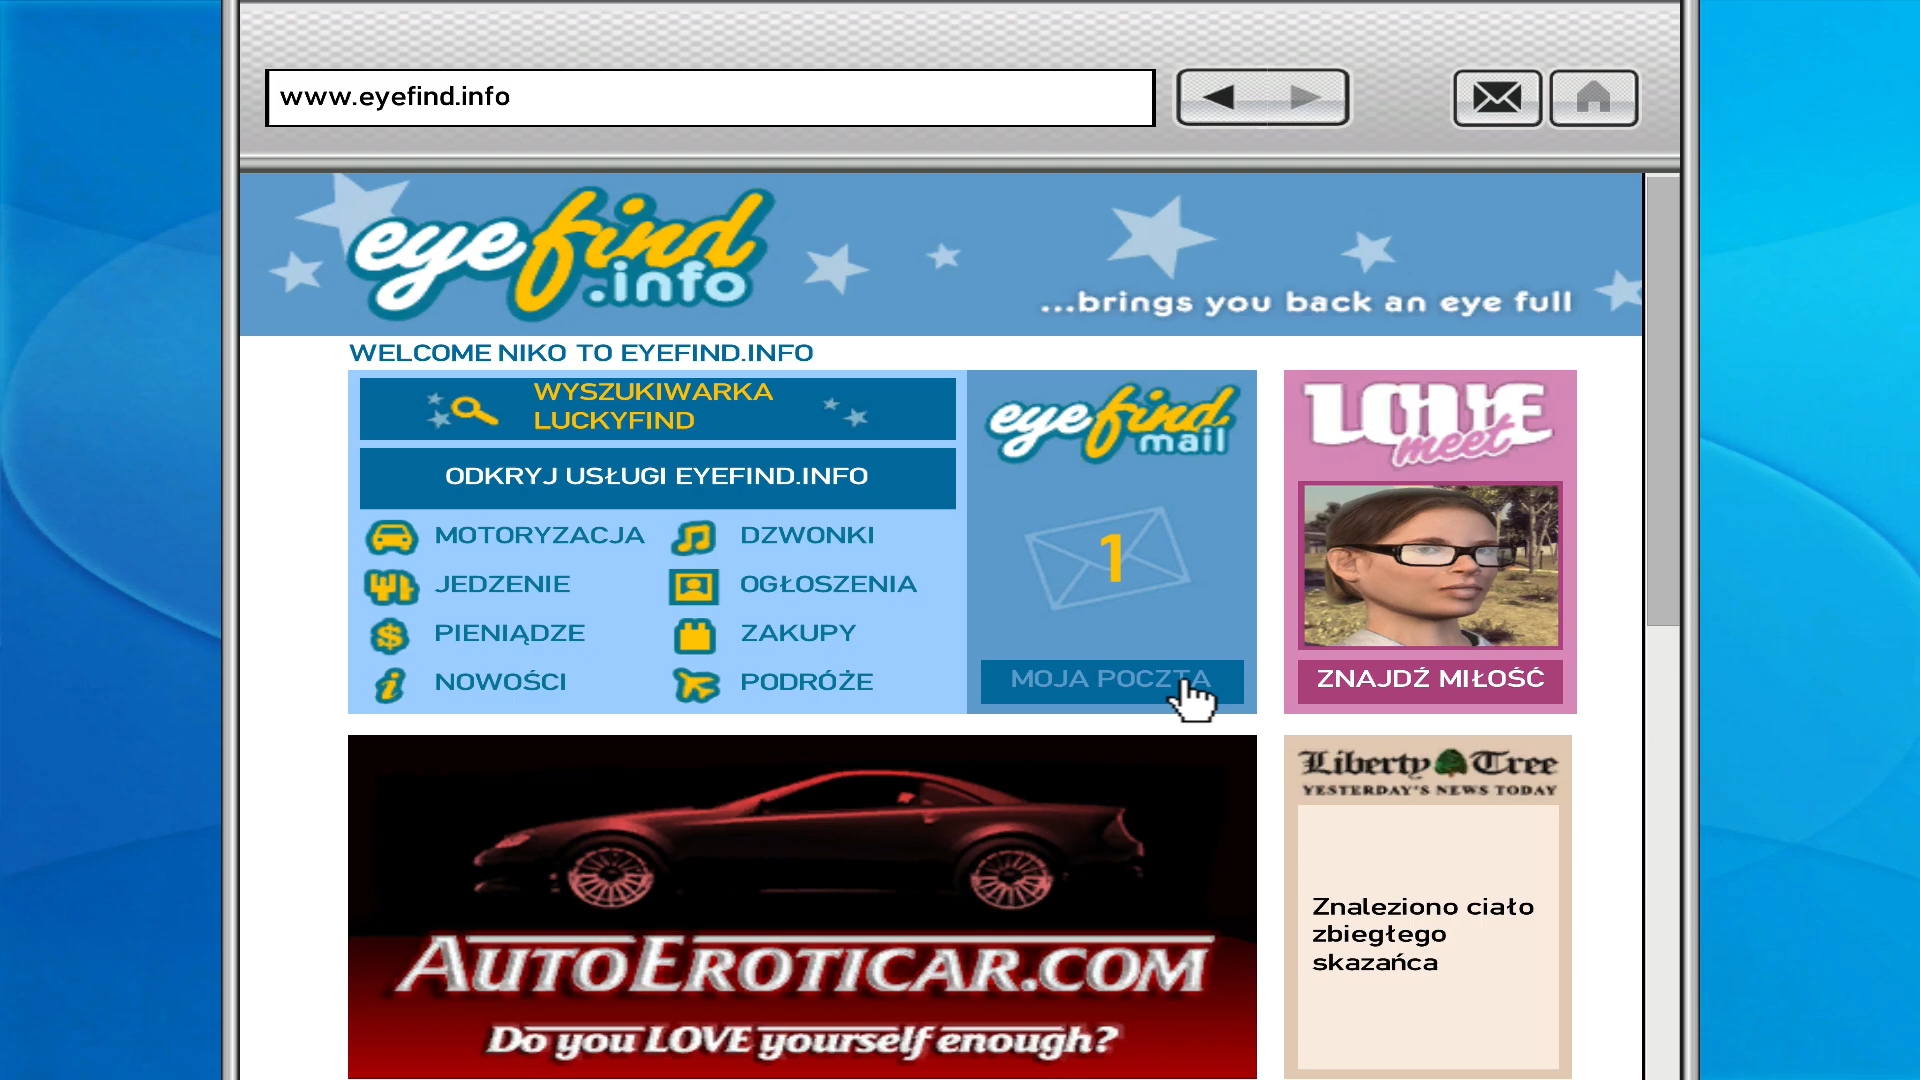 www.eyefind.info
eyefind
.info
...brings you back an eye full
WELCOME NIKO TO EYEFIND.INFO
WYSZUKIWARKA
LUCKYFIND
ODKRYJ USŁUGI EYEFIND.INFO
MOTORYZACJA
DZWONKI
JEDZENIE
OGŁOSZENIA
PIENIĄDZE
ZAKUPY
NOWOŚCI
PODRÓŻE
eyefind
mail
1
MOJA POCZTA
LOVE
meet
ZNAJDŹ MIŁOŚĆ
AUTOEROTICAR.COM
Do you LOVE yourself enough?
Liberty Tree
YESTERDAY'S NEWS TODAY
Znaleziono ciało
zbiegłego
skazańca